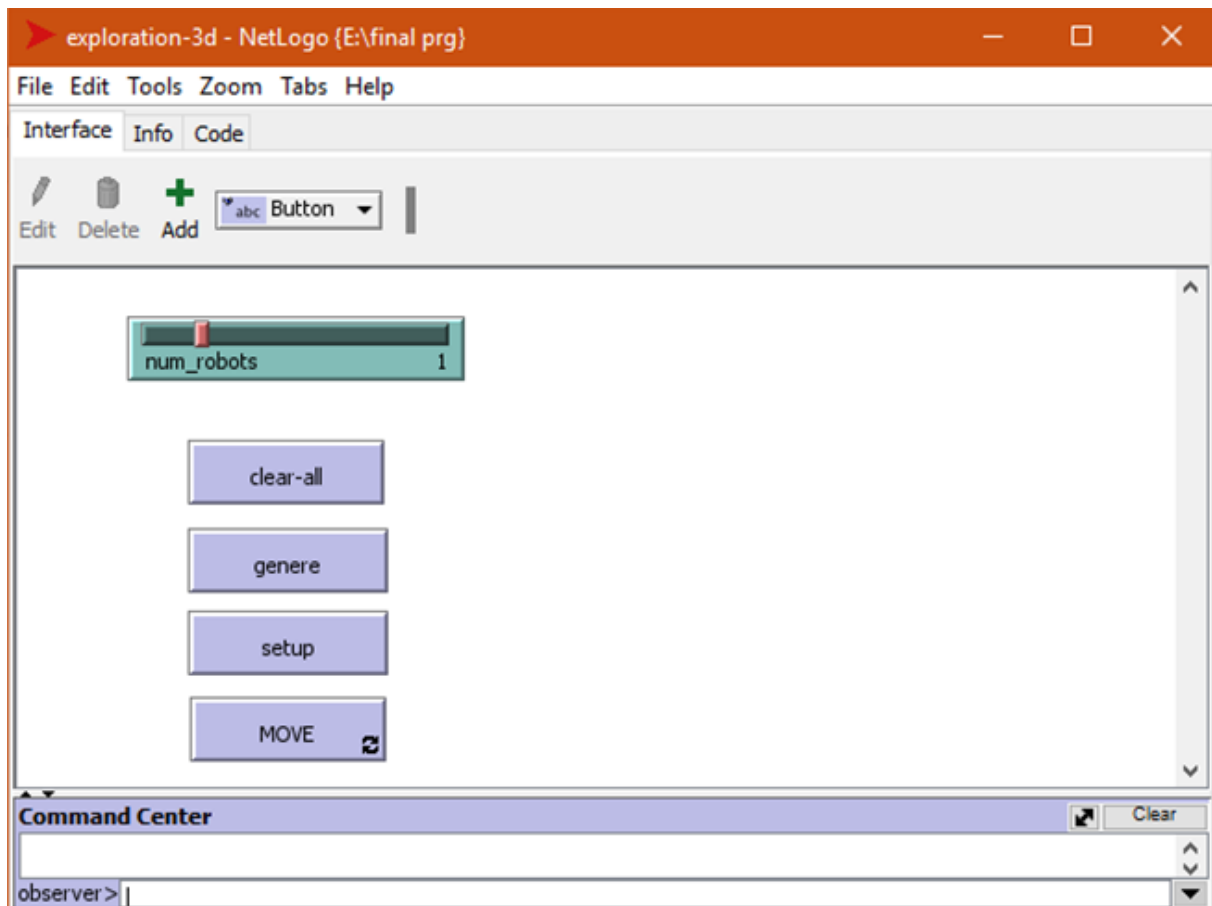 exploration-3d - NetLogo {E:\final prg}
File Edit Tools Zoom Tabs Help
Interface Info Code
Edit Delete Add abc Button
num_robots 1
clear-all
genere
setup
MOVE
Command Center Clear
observer>